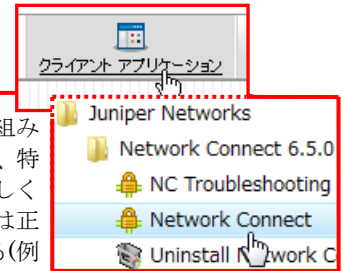 クライアント アプリケーション
Juniper Networks
Network Connect 6.5.0
NC Troubleshooting
Network Connect
Uninstall Network C
組み
、特
しく
は正
(例